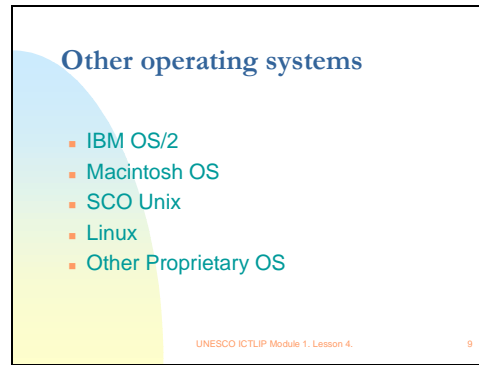 Other operating systems
IBM OS/2
Macintosh OS
SCO Unix
Linux
Other Proprietary OS
UNESCO ICTLIP Module 1. Lesson 4. 9